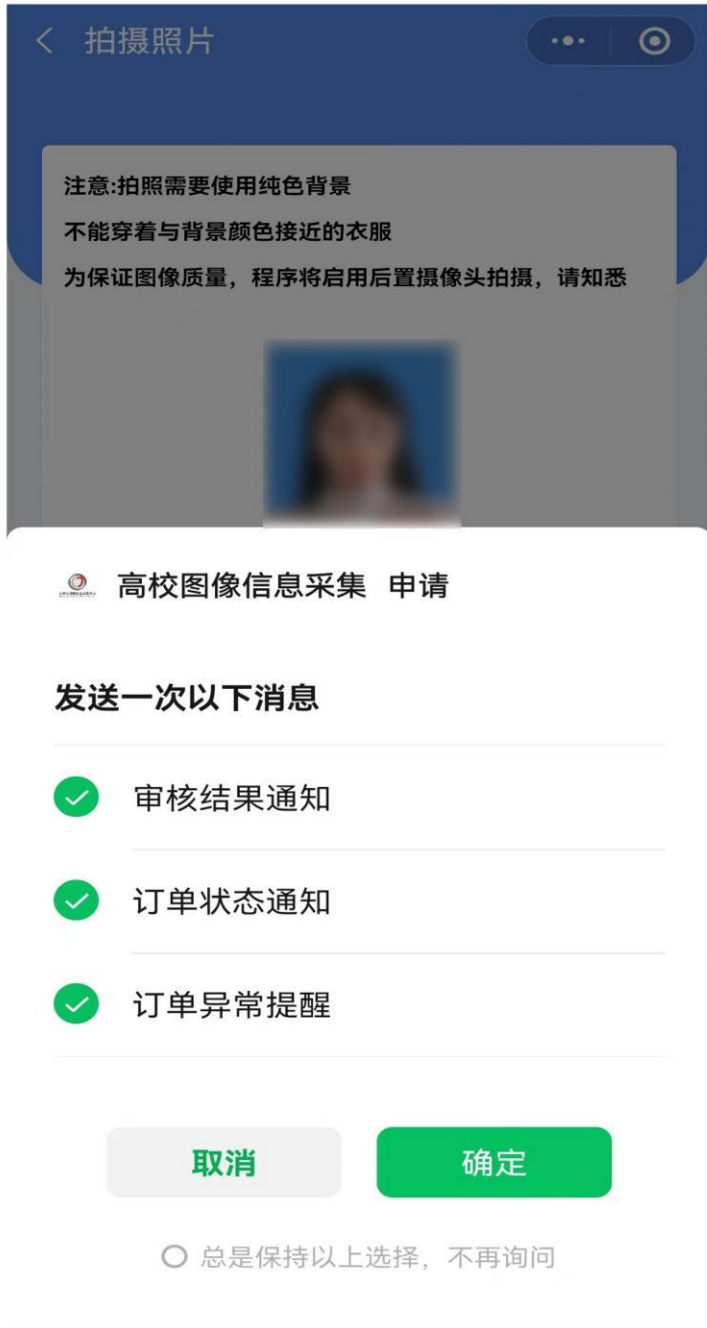 拍摄照片
注意:拍照需要使用纯色背景
不能穿着与背景颜色接近的衣服
为保证图像质量，程序将启用后置摄像头拍摄，请知悉
高校图像信息采集 申请
发送一次以下消息
审核结果通知
订单状态通知
订单异常提醒
取消 确定
总是保持以上选择，不再询问